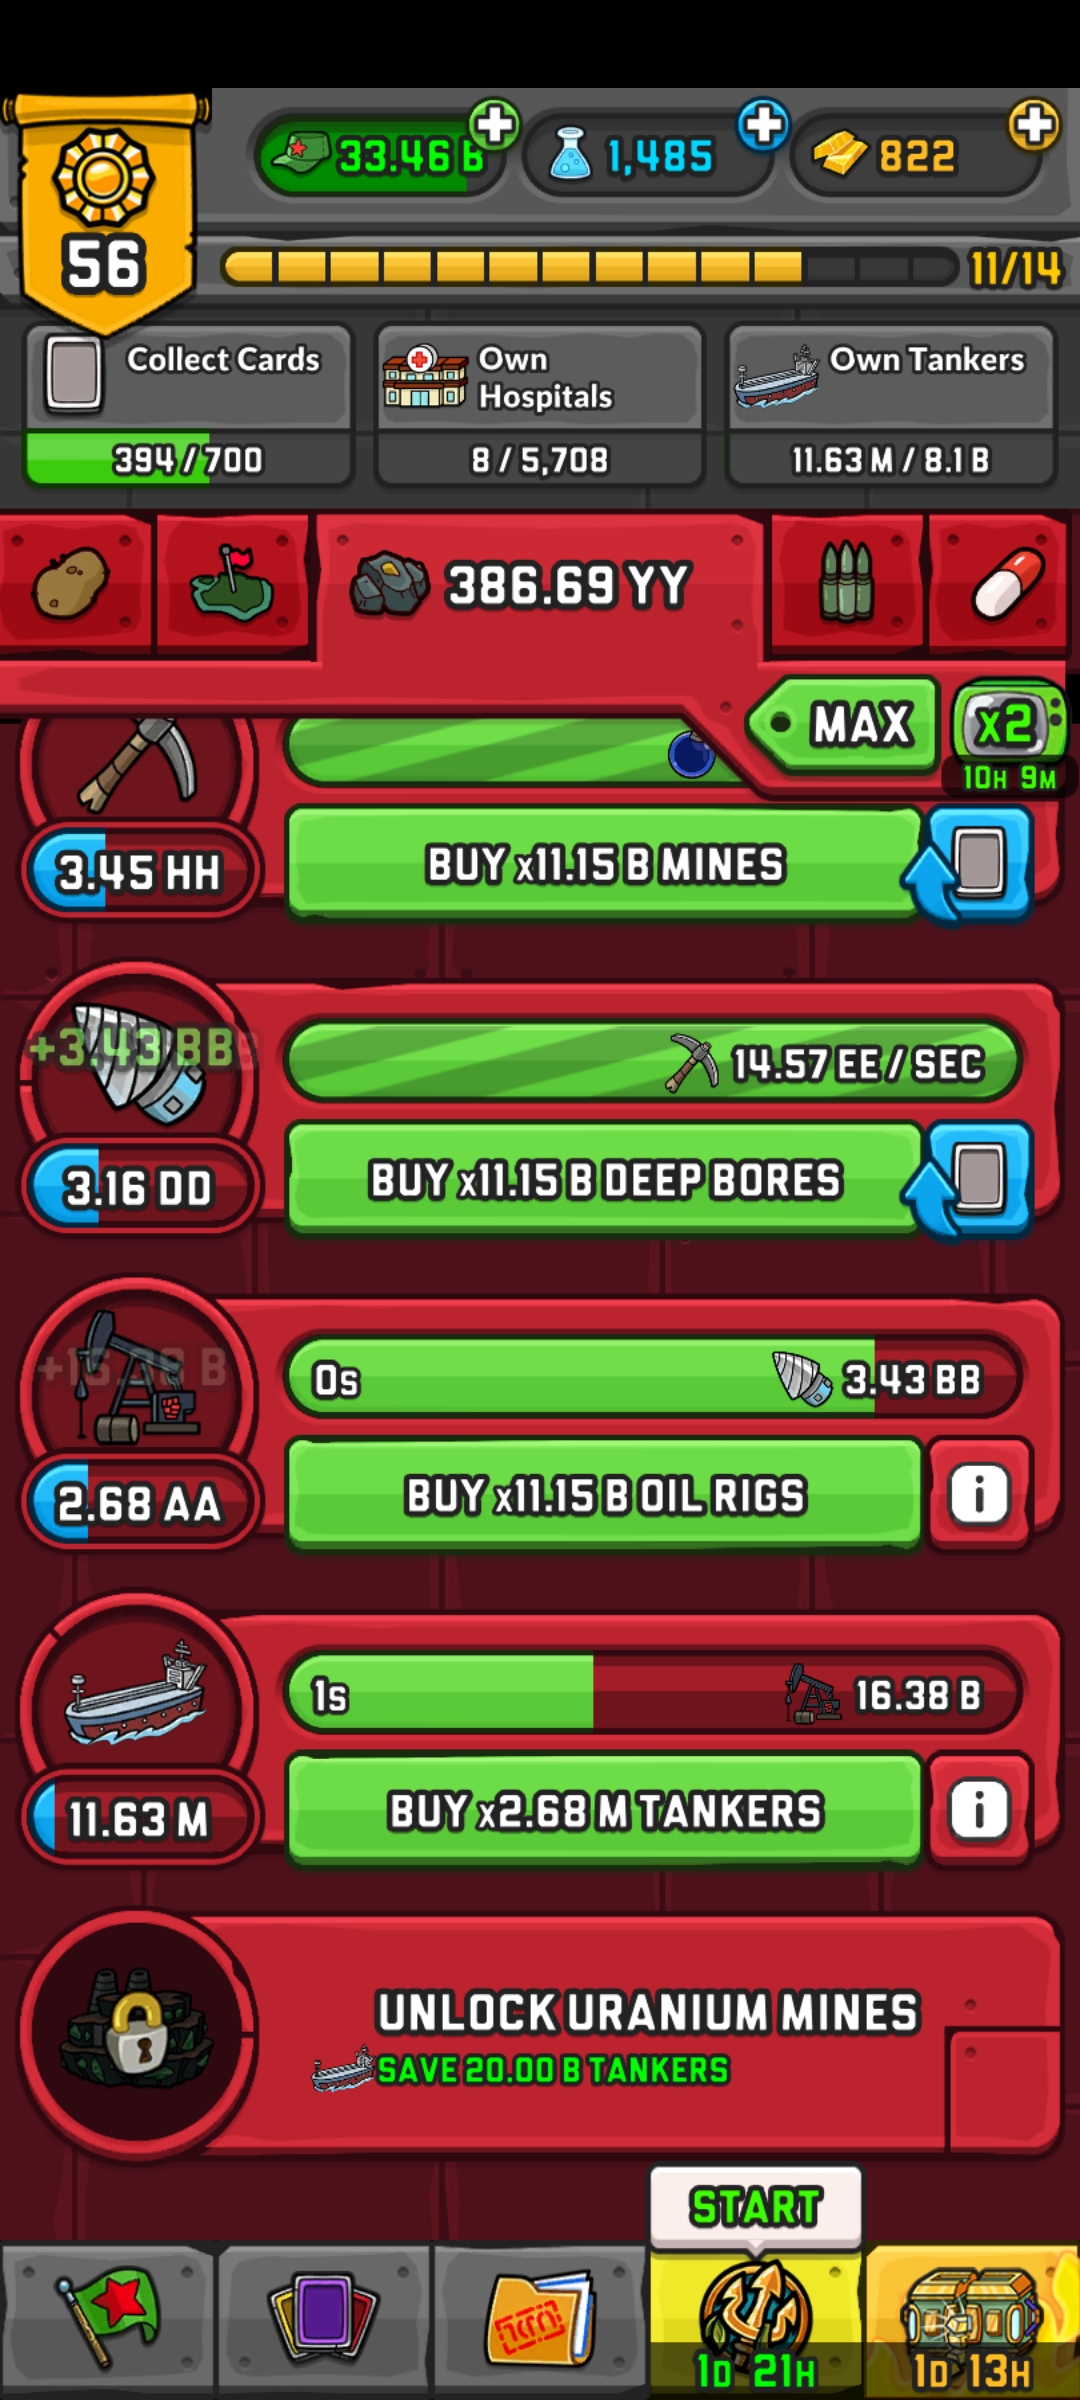 56
33.46 B
1,485
822
11/14
Collect Cards
394 / 700
Own
Hospitals
8 / 5,708
Own Tankers
11.63 M / 8.1 B
386.69 YY
MAX
x2
10H 9M
3.45 HH
BUY x11.15 B MINES
+3.43 BB
14.57 EE / SEC
3.16 DD
BUY x11.15 B DEEP BORES
+16.38 B
0s
3.43 BB
2.68 AA
BUY x11.15 B OIL RIGS
i
1s
16.38 B
11.63 M
BUY x2.68 M TANKERS
i
UNLOCK URANIUM MINES
SAVE 20.00 B TANKERS
START
1D 21H
1D 13H